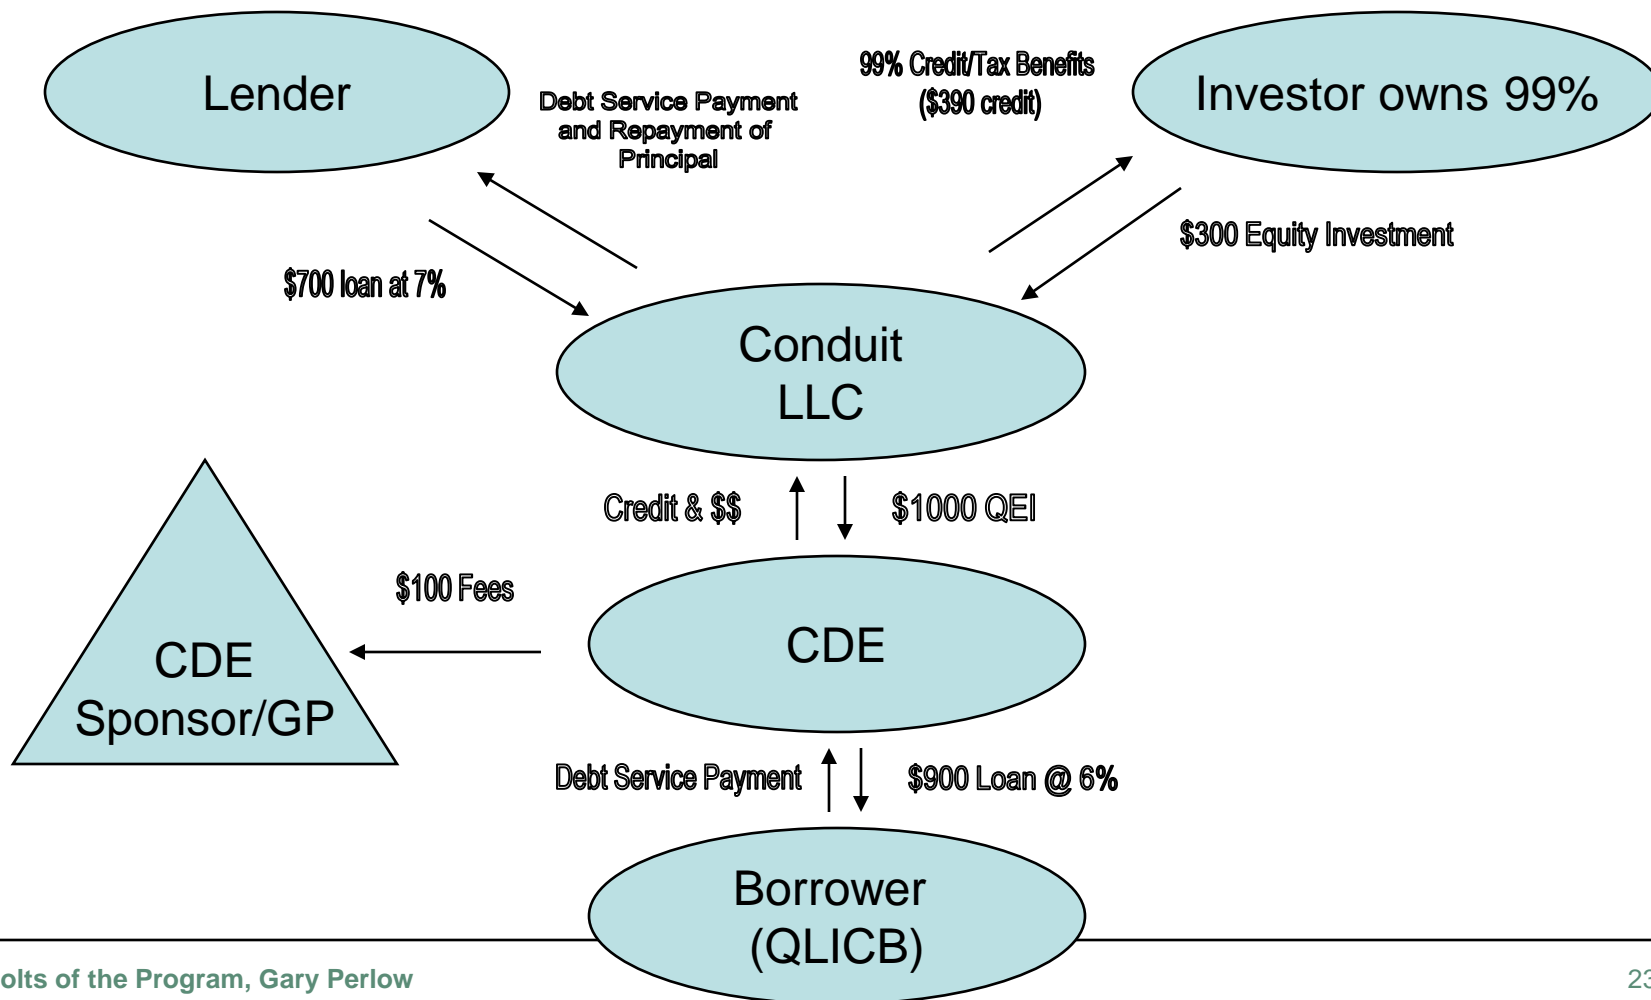 Lender
Debt Service Payment
and Repayment of
Principal
99% Credit/Tax Benefits
($390 credit)
Investor owns 99%
$700 loan at 7%
$300 Equity Investment
Conduit
LLC
Credit & $$
$1000 QEI
$100 Fees
CDE
CDE
Sponsor/GP
Debt Service Payment
$900 Loan @ 6%
Borrower
(QLICB)
olts of the Program, Gary Perlow
23